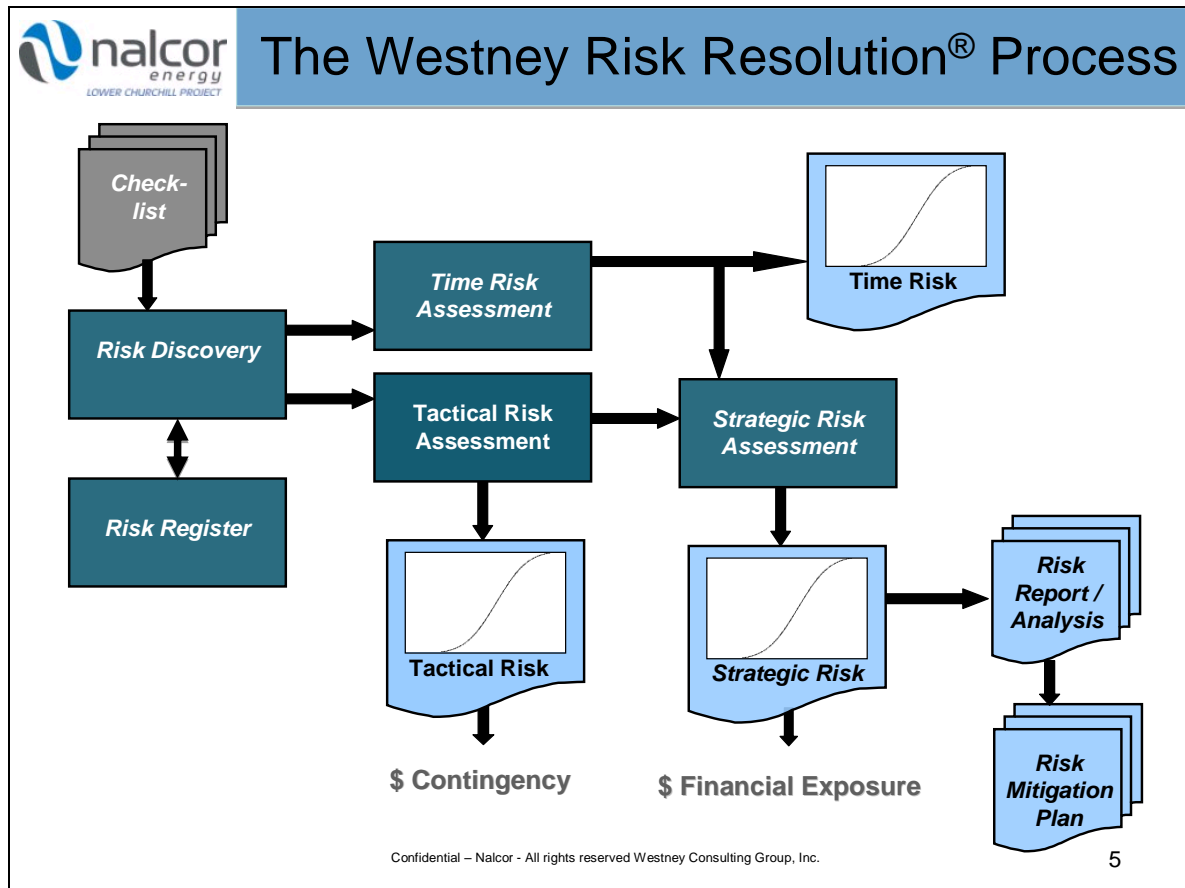 nalcor
energy
LOWER CHURCHILL PROJECT
The Westney Risk Resolution® Process
Check-
list
Time Risk
Time Risk
Assessment
Risk Discovery
Tactical Risk
Assessment
Strategic Risk
Assessment
Risk Register
Risk
Report /
Analysis
Tactical Risk
Strategic Risk
Risk
Mitigation
Plan
$ Contingency
$ Financial Exposure
Confidential – Nalcor - All rights reserved Westney Consulting Group, Inc.
5